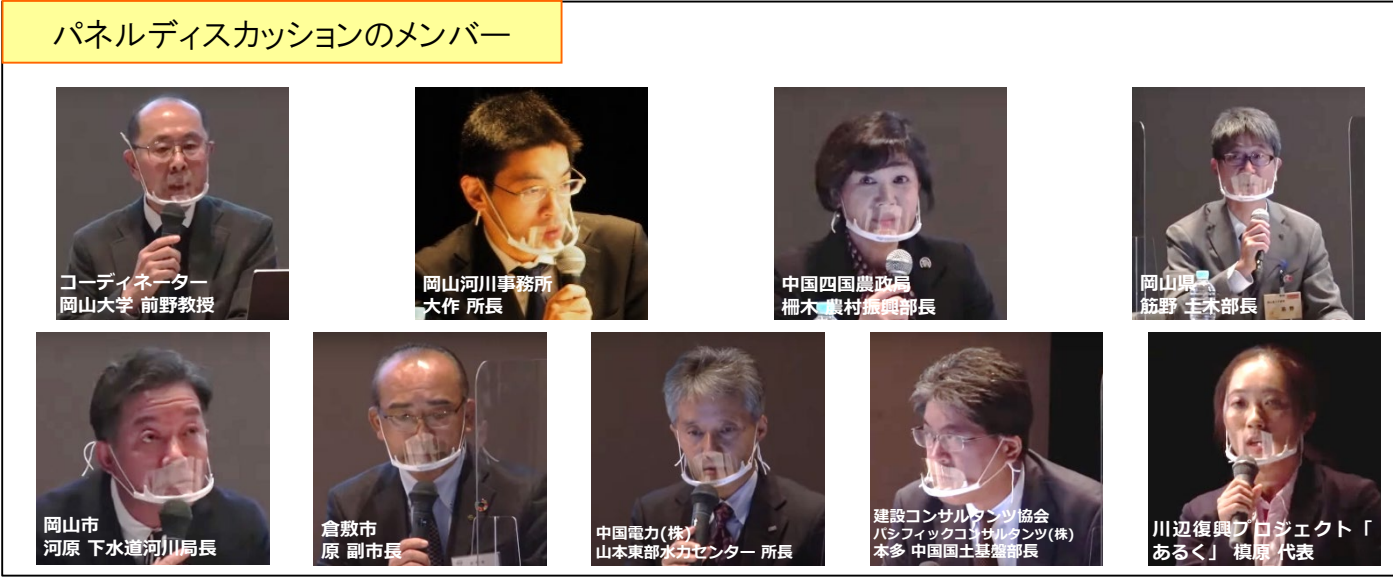 パネルディスカッションのメンバー
コーディネーター
岡山大学 前野教授
岡山河川事務所
大作 所長
中国四国農政局
柵木 農村振興部長
岡山県
筋野 土木部長
岡山市
河原 下水道河川局長
倉敷市
原 副市長
中国電力(株)
山本東部水力センター 所長
建設コンサルタンツ協会
パシフィックコンサルタンツ(株)
本多 中国国土基盤部長
川辺復興プロジェクト「
あるく」 槙原 代表